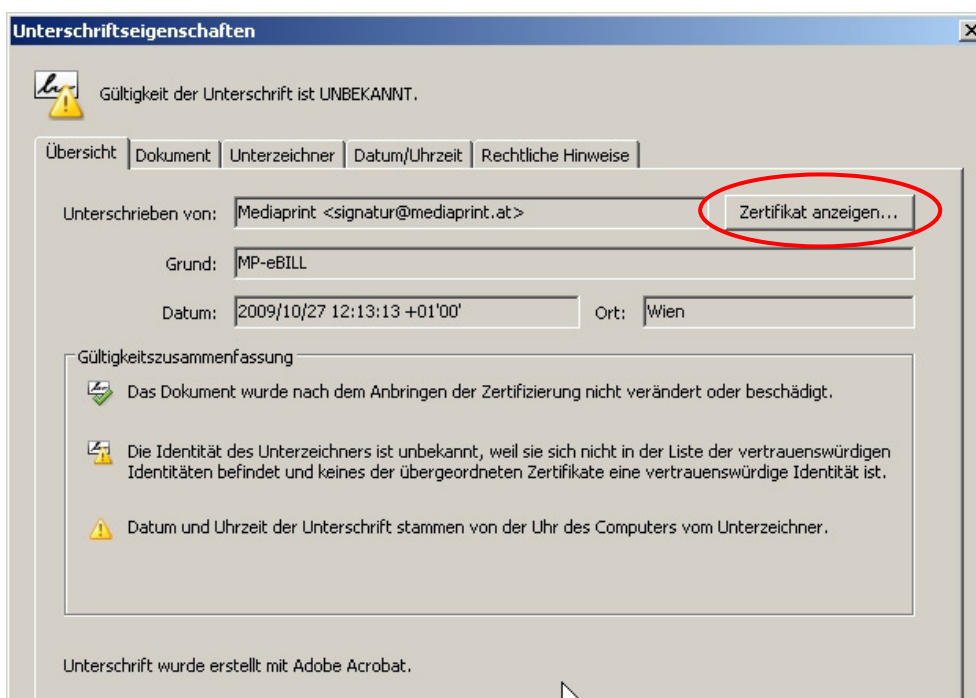 Unterschriftseigenschaften
Gültigkeit der Unterschrift ist UNBEKANNT.
Übersicht Dokument Unterzeichner Datum/Uhrzeit Rechtliche Hinweise
Unterschrieben von: Mediaprint <signatur@mediaprint.at> Zertifikat anzeigen...
Grund: MP-eBILL
Datum: 2009/10/27 12:13:13 +01'00' Ort: Wien
Gültigkeitszusammenfassung
Das Dokument wurde nach dem Anbringen der Zertifizierung nicht verändert oder beschädigt.
Die Identität des Unterzeichners ist unbekannt, weil sie sich nicht in der Liste der vertrauenswürdigen
Identitäten befindet und keines der übergeordneten Zertifikate eine vertrauenswürdige Identität ist.
Datum und Uhrzeit der Unterschrift stammen von der Uhr des Computers vom Unterzeichner.
Unterschrift wurde erstellt mit Adobe Acrobat.